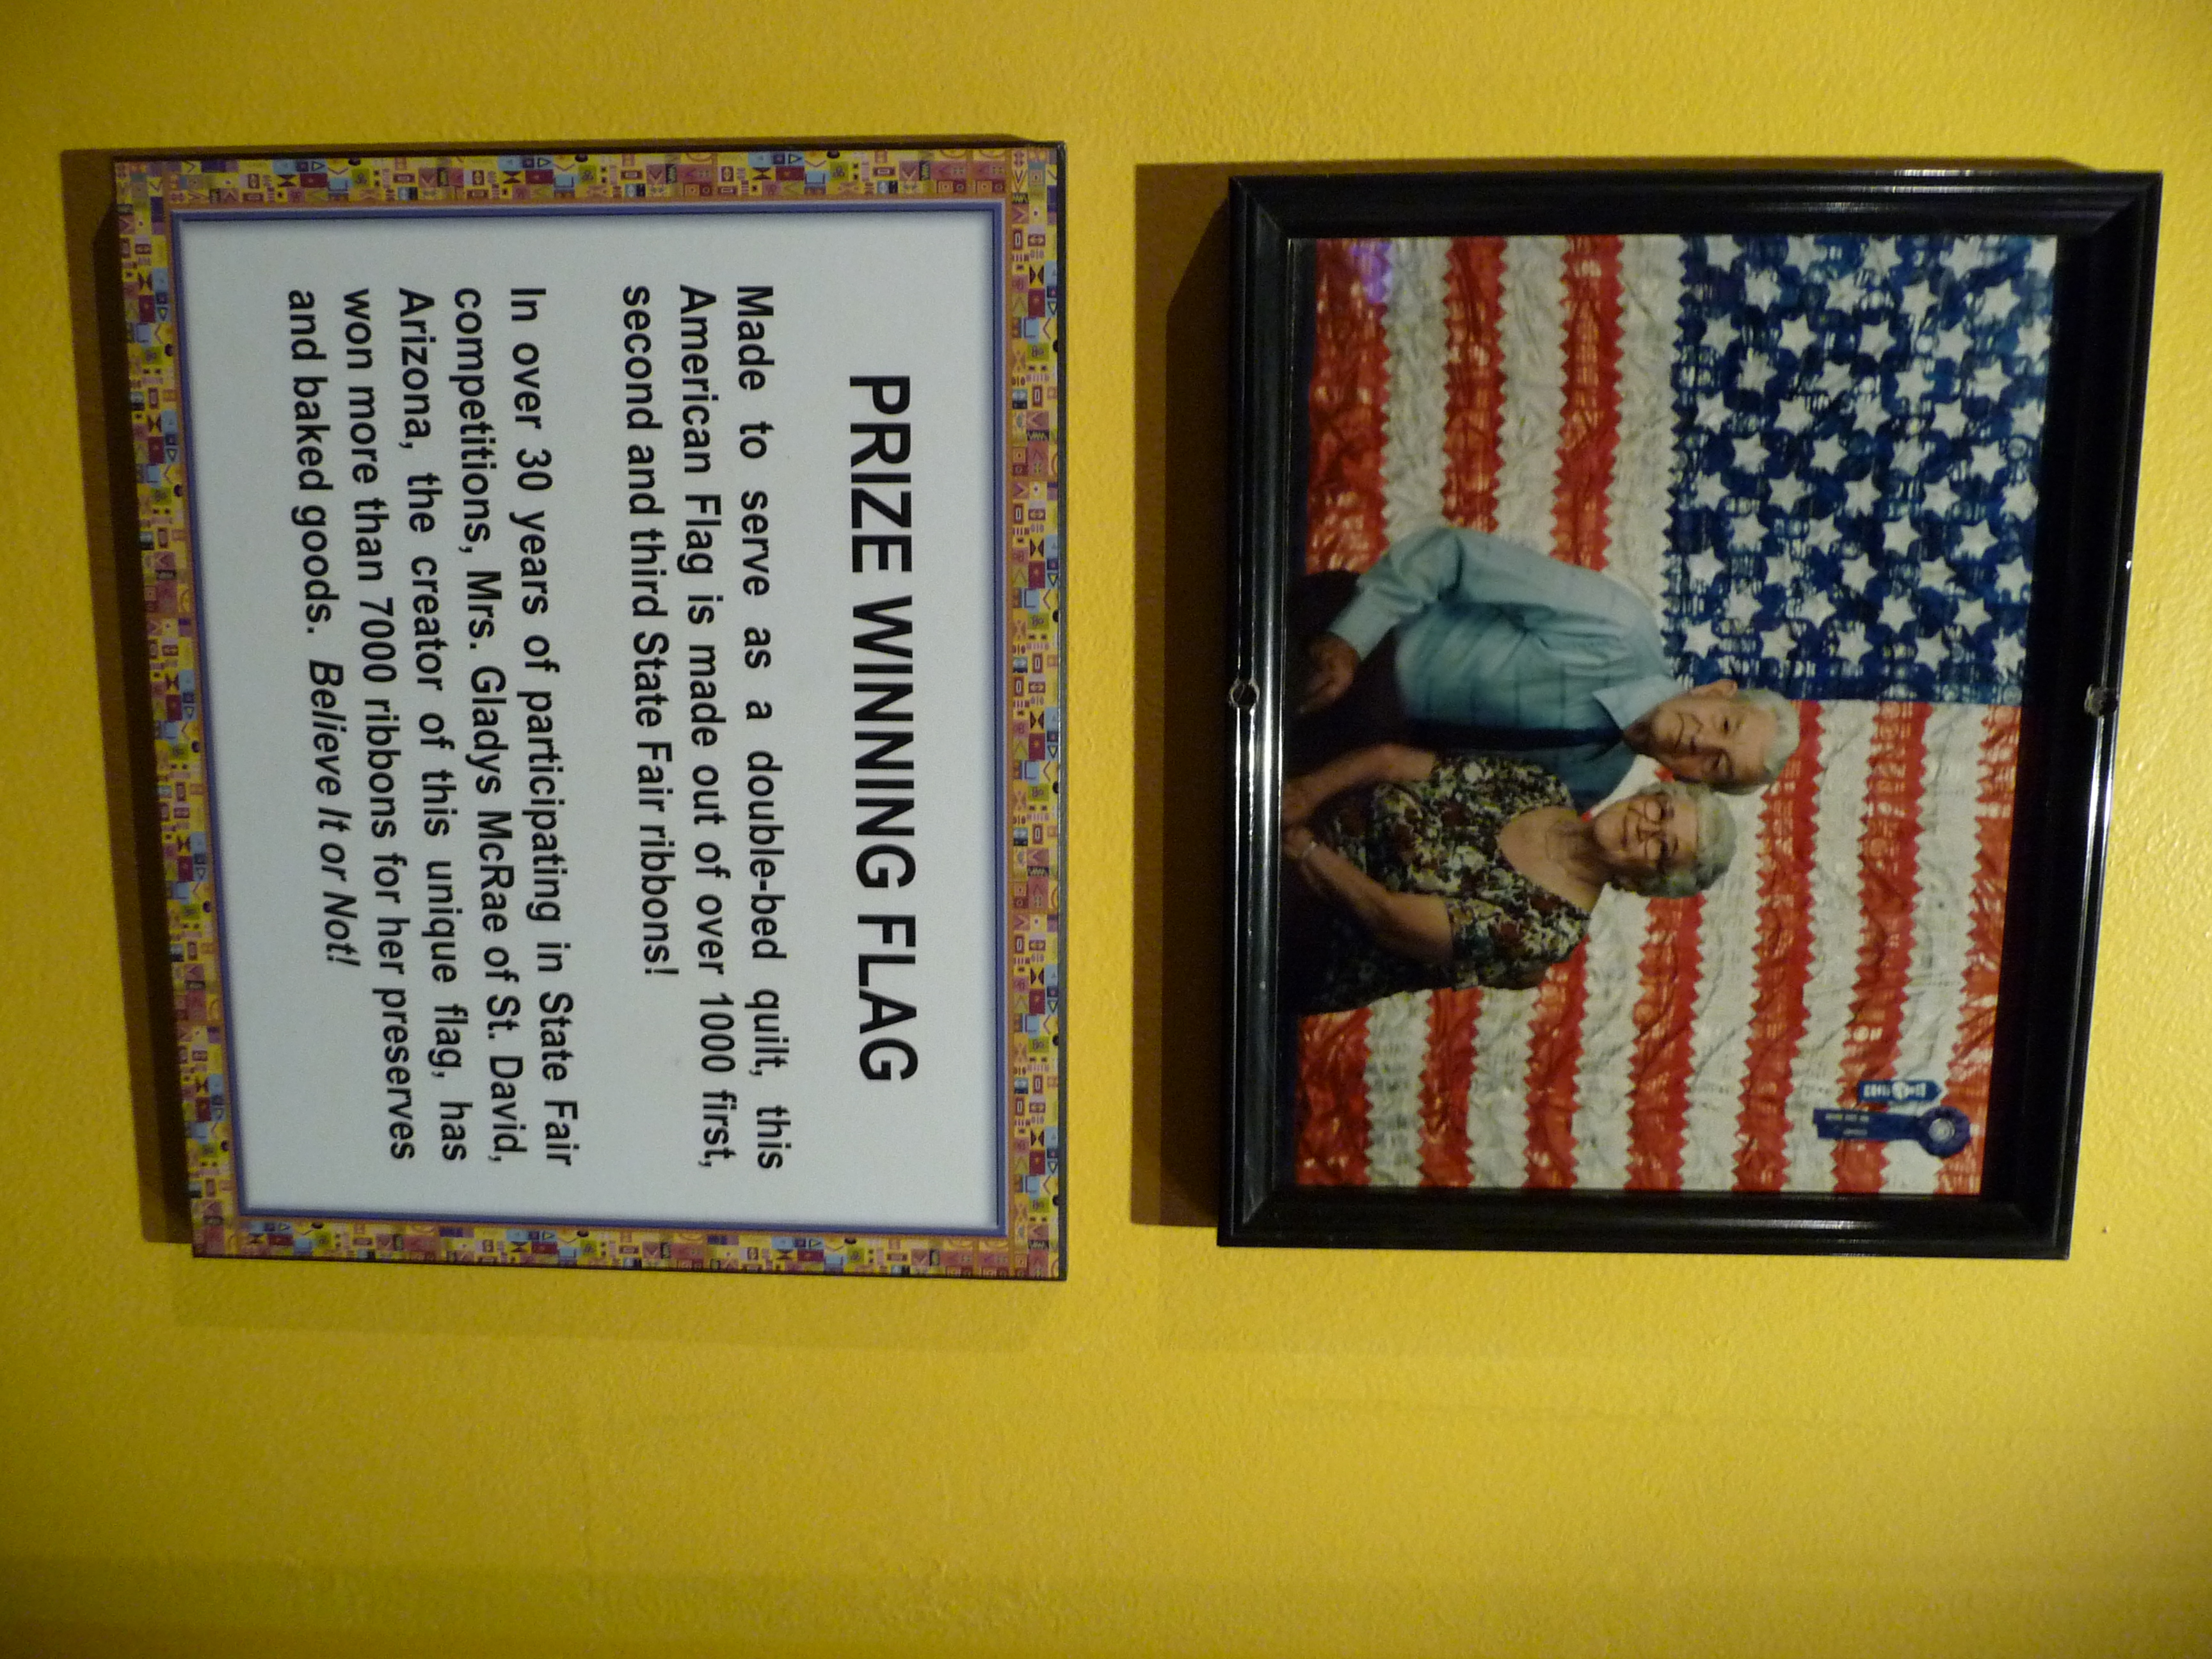 PRIZE WINNING FLAG
Made to serve as a double-bed quilt, this
American Flag is made out of over 1000 first,
second and third State Fair ribbons!
In over 30 years of participating in State Fair
competitions, Mrs. Gladys McRae of St. David,
Arizona, the creator of this unique flag, has
won more than 7000 ribbons for her preserves
and baked goods. Believe It or Not!